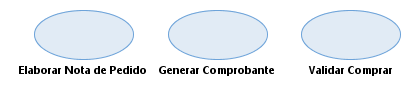 Elaborar Nota de Pedido
Generar Comprobante
Validar Comprar